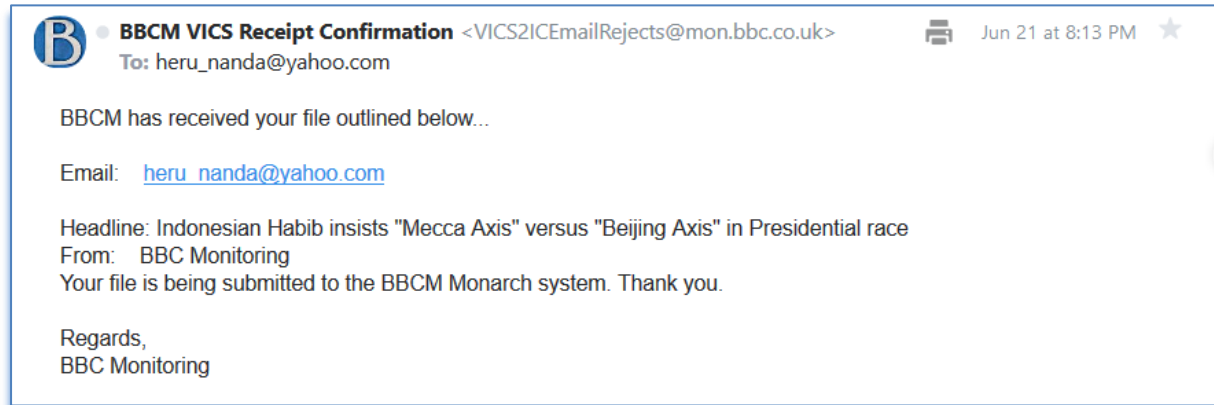 B
BBCM VICS Receipt Confirmation <VICS2ICEmailRejects@mon.bbc.co.uk> Jun 21 at 8:13 PM
To: heru_nanda@yahoo.com
BBCM has received your file outlined below...
Email: heru_nanda@yahoo.com
Headline: Indonesian Habib insists "Mecca Axis" versus "Beijing Axis" in Presidential race
From: BBC Monitoring
Your file is being submitted to the BBCM Monarch system. Thank you.
Regards,
BBC Monitoring